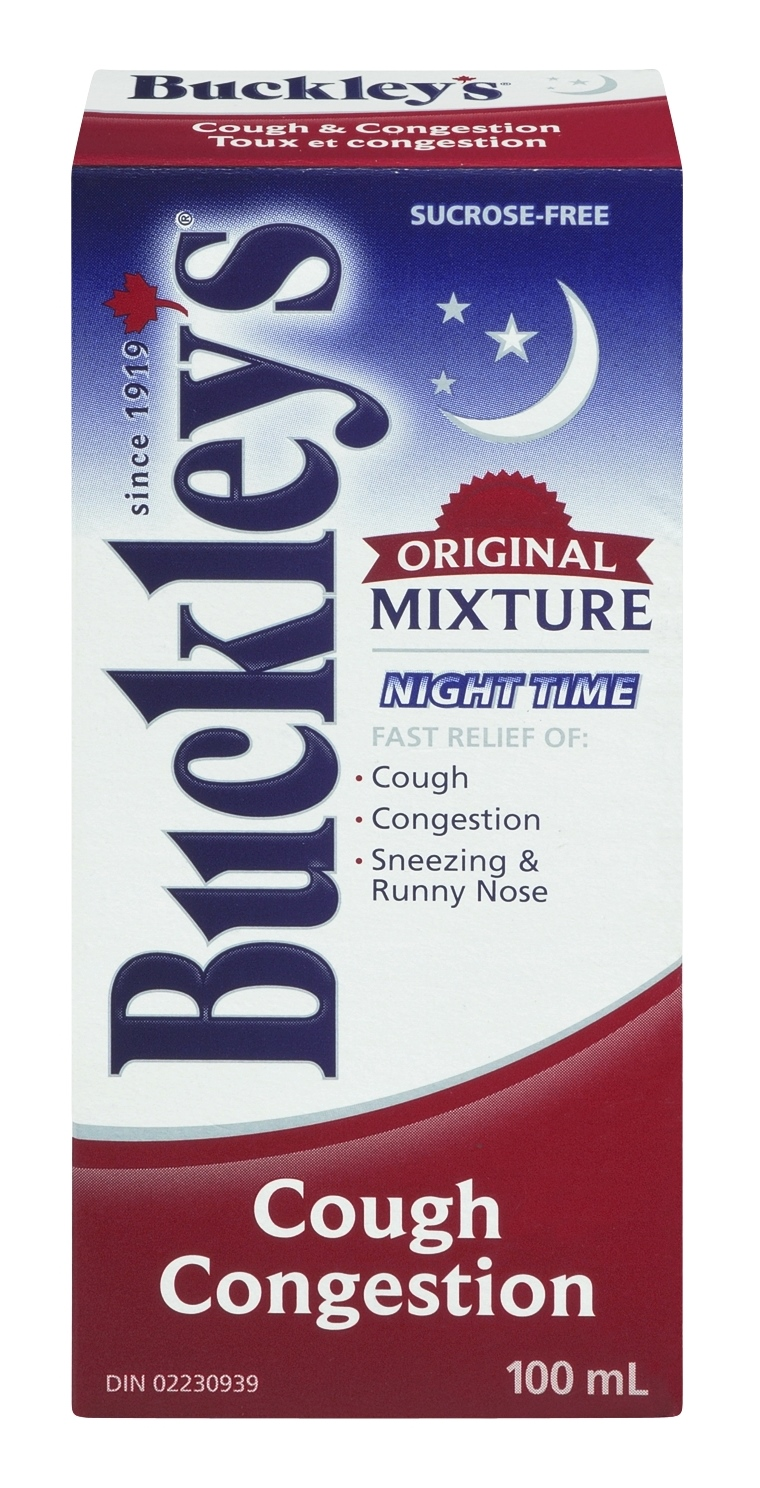 Buckley's®
Cough & Congestion
Toux et congestion
SUCROSE-FREE
Buckley's®
since 1919
ORIGINAL
MIXTURE
NIGHT TIME
FAST RELIEF OF:
• Cough
• Congestion
• Sneezing &
Runny Nose
Cough
Congestion
DIN 02230939
100 mL